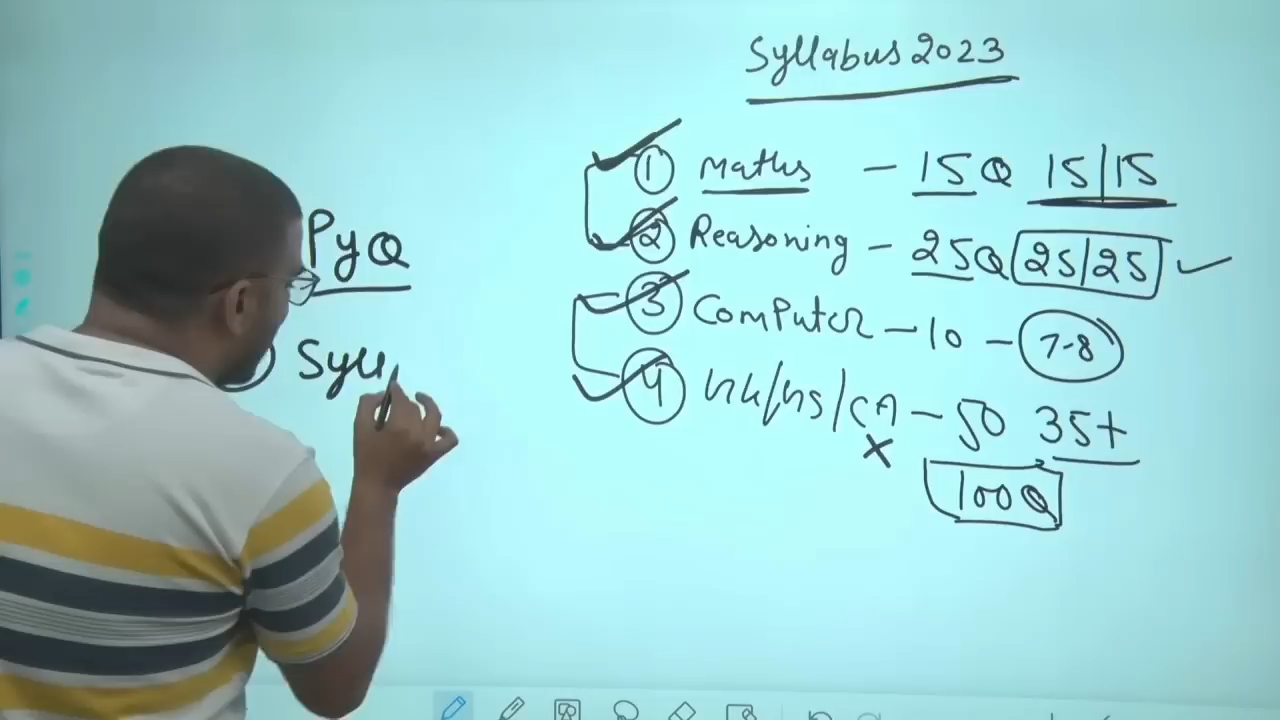 Syllabus 2023
① Maths - 15Q 15|15
② Reasoning - 25Q 25|25
③ Computer - 10 - 7-8
④ GK/GS/CA - 50 35+
100Q
PyQ
Syll